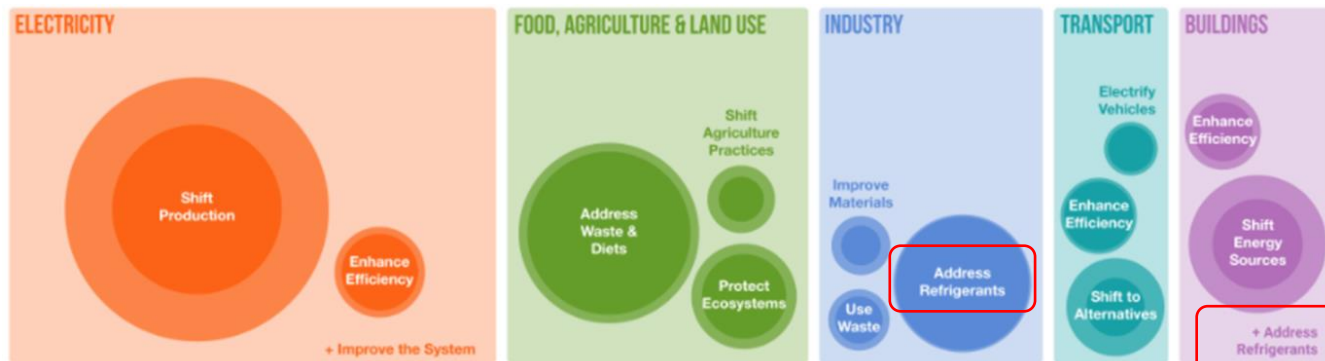 ELECTRICITY
Shift
Production
Enhance
Efficiency
+ Improve the System
FOOD, AGRICULTURE & LAND USE
Shift
Agriculture
Practices
Address
Waste &
Diets
Protect
Ecosystems
INDUSTRY
Improve
Materials
Address
Refrigerants
Use
Waste
TRANSPORT
Electrify
Vehicles
Enhance
Efficiency
Shift to
Alternatives
BUILDINGS
Enhance
Efficiency
Shift
Energy
Sources
+ Address
Refrigerants